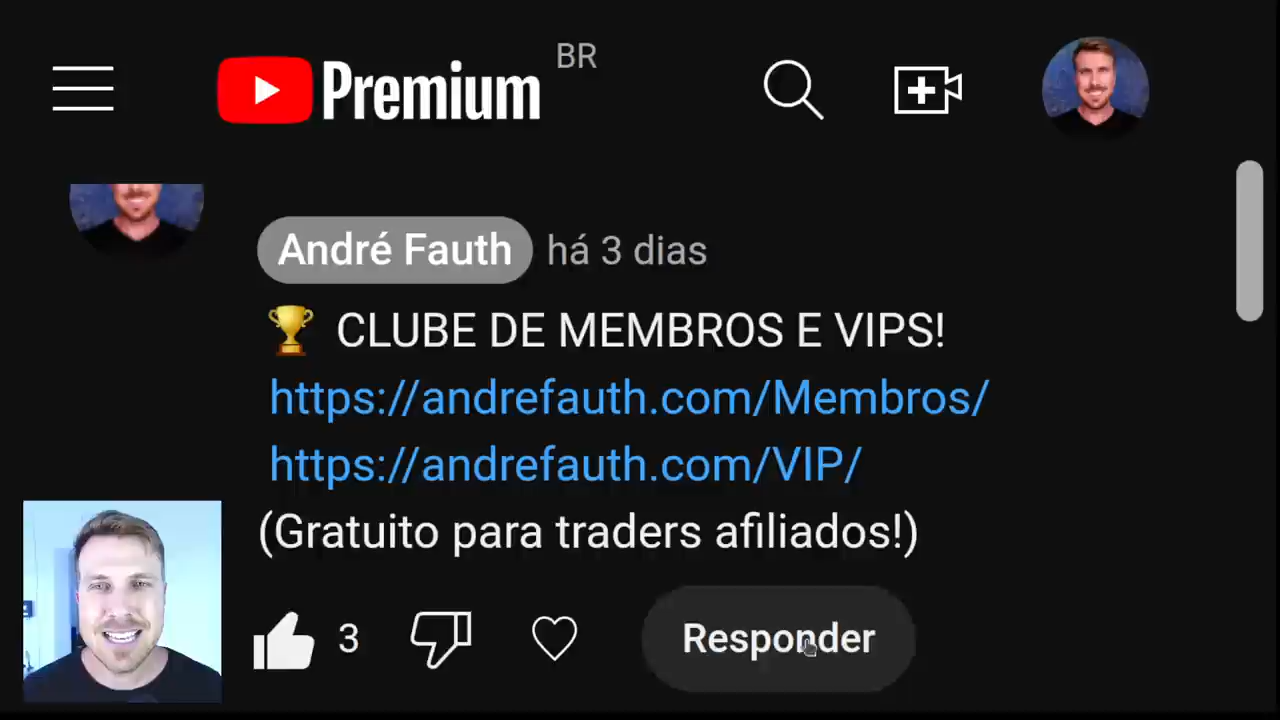 Premium BR
André Fauth há 3 dias
🏆 CLUBE DE MEMBROS E VIPS!
https://andrefauth.com/Membros/
https://andrefauth.com/VIP/
(Gratuito para traders afiliados!)
3 Responder